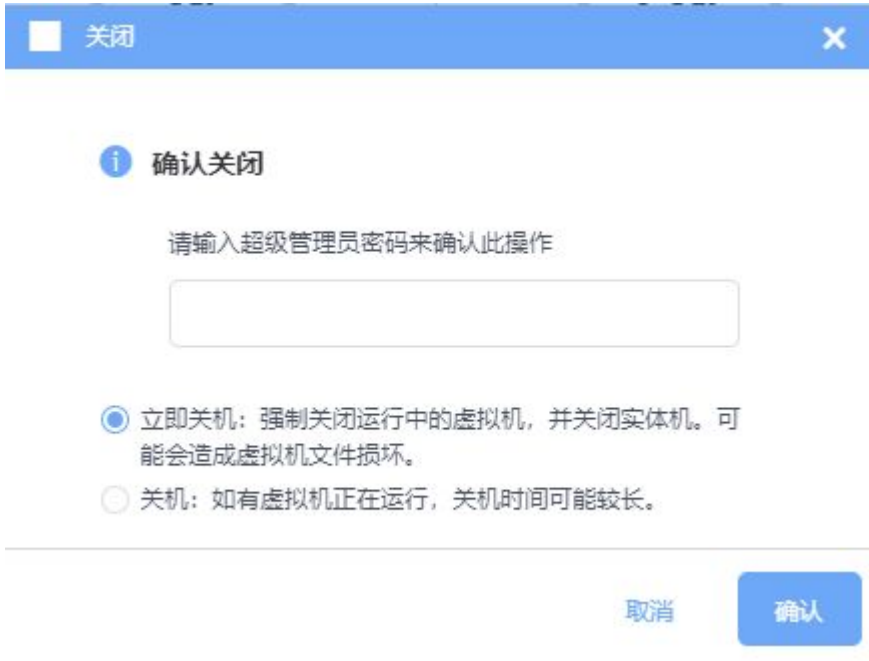 关闭
确认关闭
请输入超级管理员密码来确认此操作
立即关机：强制关闭运行中的虚拟机，并关闭实体机。可
能会造成虚拟机文件损坏。
关机：如有虚拟机正在运行，关机时间可能较长。
取消
确认